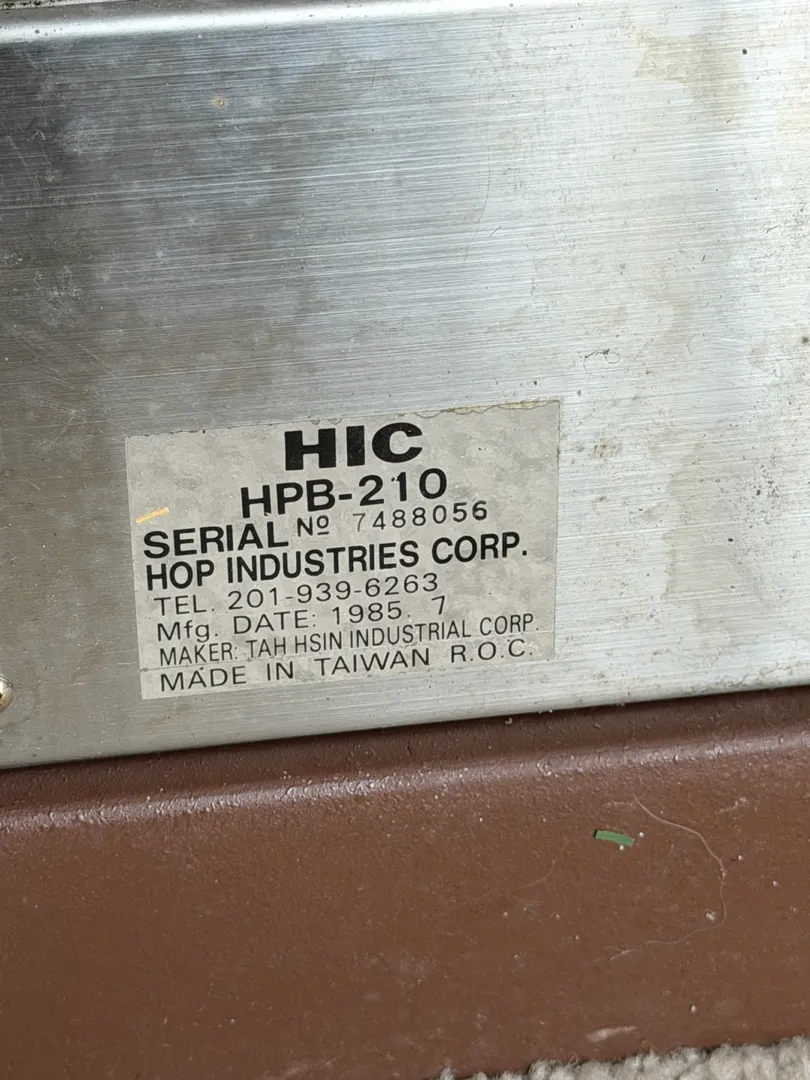 HIC
HPB-210
SERIAL Nº 7488056
HOP INDUSTRIES CORP.
TEL. 201-939-6263
Mfg. DATE: 1985. 7
MAKER: TAH HSIN INDUSTRIAL CORP.
MADE IN TAIWAN R.O.C.